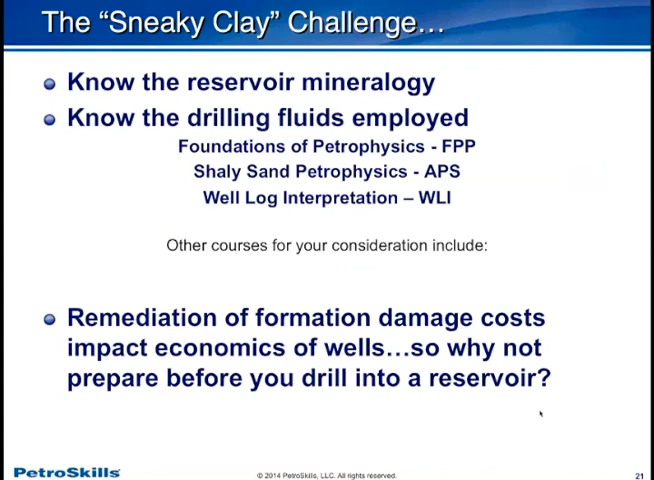 The “Sneaky Clay” Challenge…
Know the reservoir mineralogy
Know the drilling fluids employed
Foundations of Petrophysics - FPP
Shaly Sand Petrophysics - APS
Well Log Interpretation – WLI
Other courses for your consideration include:
Remediation of formation damage costs
impact economics of wells…so why not
prepare before you drill into a reservoir?
PetroSkills
© 2014 PetroSkills, LLC. All rights reserved.
21